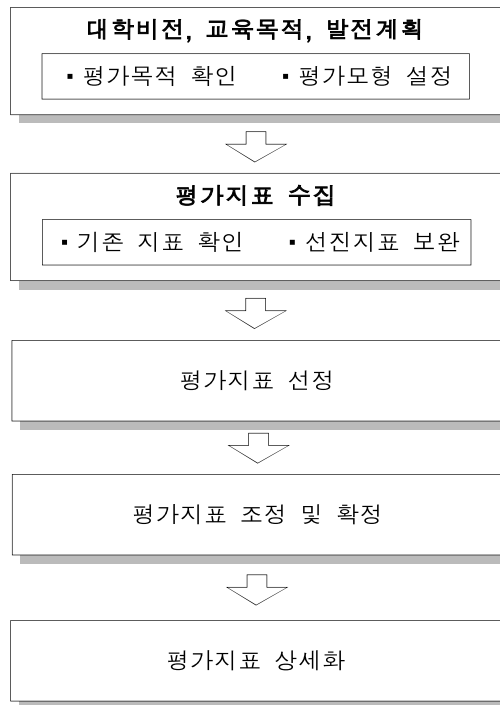 대학비전, 교육목적, 발전계획
▪ 평가목적 확인 ▪ 평가모형 설정
평가지표 수집
▪ 기존 지표 확인 ▪ 선진지표 보완
평가지표 선정
평가지표 조정 및 확정
평가지표 상세화